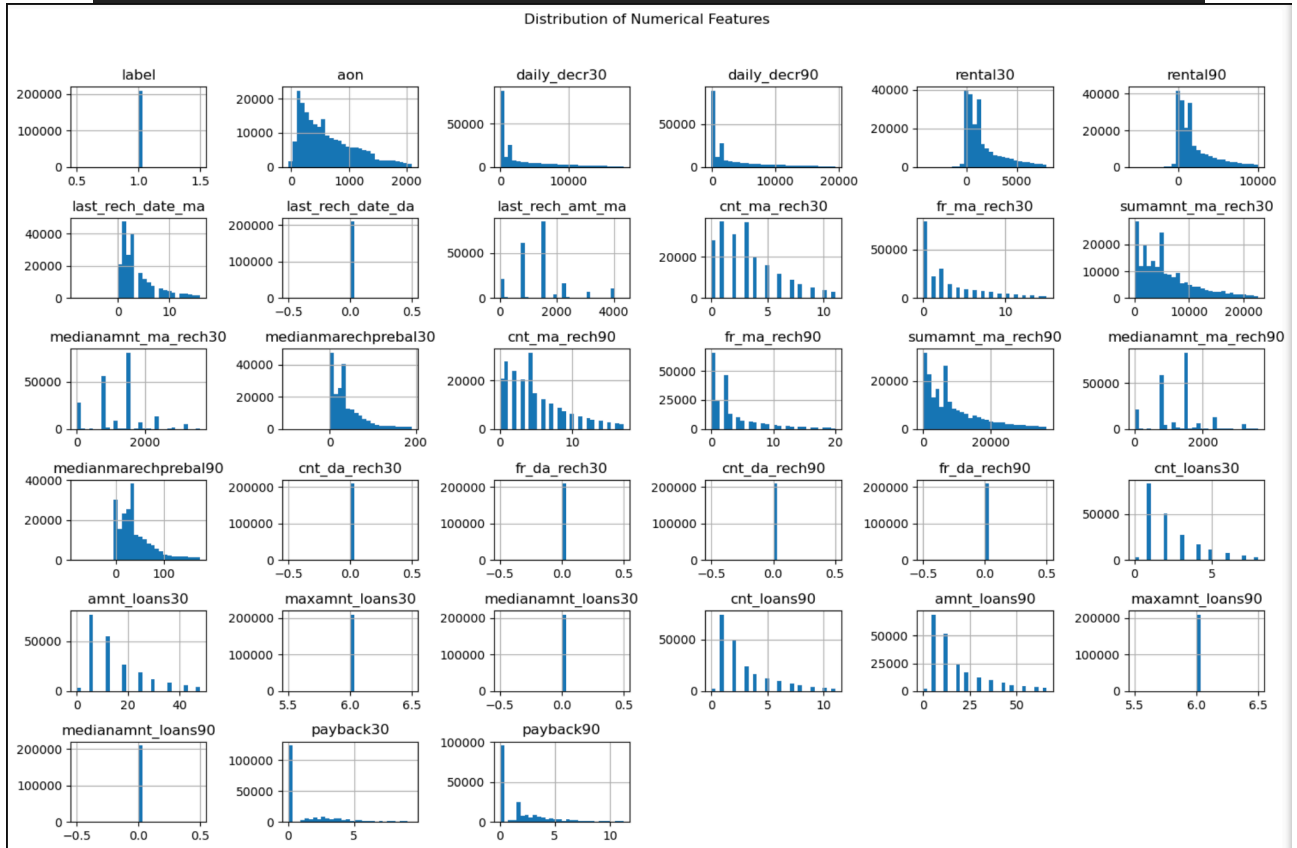 Distribution of Numerical Features
label
aon
daily_decr30
daily_decr90
rental30
rental90
200000
100000
0
0.5 1.0 1.5
20000
10000
0
0 1000 2000
50000
0
0 10000
50000
0
0 10000 20000
40000
20000
0
0 5000
40000
20000
0
0 10000
last_rech_date_ma
last_rech_date_da
last_rech_amt_ma
cnt_ma_rech30
fr_ma_rech30
sumamnt_ma_rech30
40000
20000
0
0 10
200000
100000
0
−0.5 0.0 0.5
50000
0
0 2000 4000
20000
0
0 5 10
50000
0
0 10
20000
10000
0
0 10000 20000
medianamnt_ma_rech30
medianmarechprebal30
cnt_ma_rech90
fr_ma_rech90
sumamnt_ma_rech90
medianamnt_ma_rech90
50000
0
0 2000
40000
20000
0
0 200
20000
0
0 10
50000
25000
0
0 10 20
20000
0
0 20000
50000
0
0 2000
medianmarechprebal90
cnt_da_rech30
fr_da_rech30
cnt_da_rech90
fr_da_rech90
cnt_loans30
40000
20000
0
0 100
200000
100000
0
−0.5 0.0 0.5
200000
100000
0
−0.5 0.0 0.5
200000
100000
0
−0.5 0.0 0.5
200000
100000
0
−0.5 0.0 0.5
50000
0
0 5
amnt_loans30
maxamnt_loans30
medianamnt_loans30
cnt_loans90
amnt_loans90
maxamnt_loans90
50000
0
0 20 40
200000
100000
0
5.5 6.0 6.5
200000
100000
0
−0.5 0.0 0.5
50000
0
0 5 10
50000
25000
0
0 25 50
200000
100000
0
5.5 6.0 6.5
medianamnt_loans90
payback30
payback90
200000
100000
0
−0.5 0.0 0.5
100000
50000
0
0 5
100000
50000
0
0 5 10